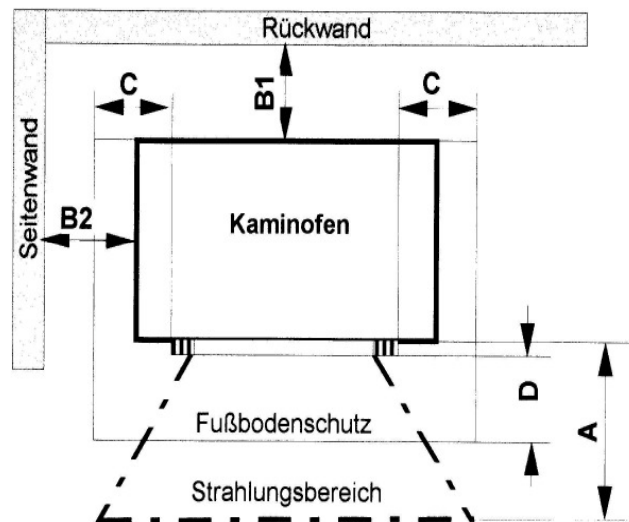 Rückwand
C
B1
C
Seitenwand
B2
Kaminofen
D
A
Fußbodenschutz
Strahlungsbereich